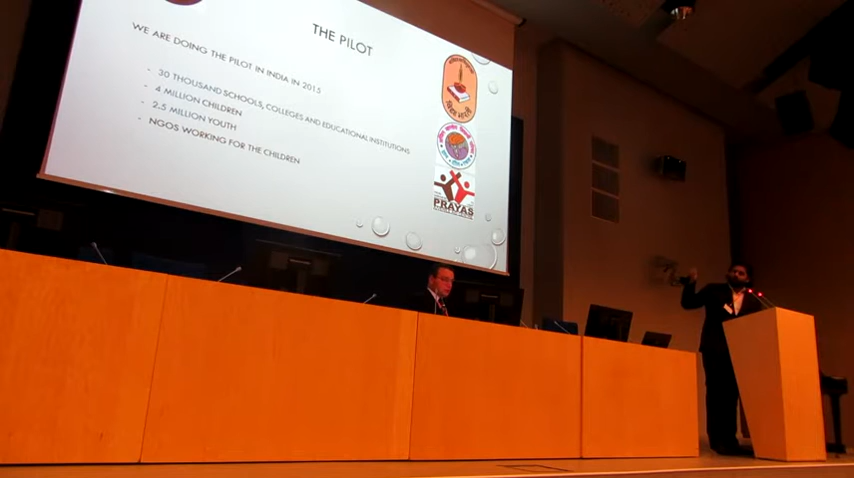 THE PILOT
WE ARE DOING THE PILOT IN INDIA IN 2015
- 30 THOUSAND SCHOOLS, COLLEGES AND EDUCATIONAL INSTITUTIONS
- 4 MILLION CHILDREN
- 2.5 MILLION YOUTH
- NGOS WORKING FOR THE CHILDREN
PRAYAS